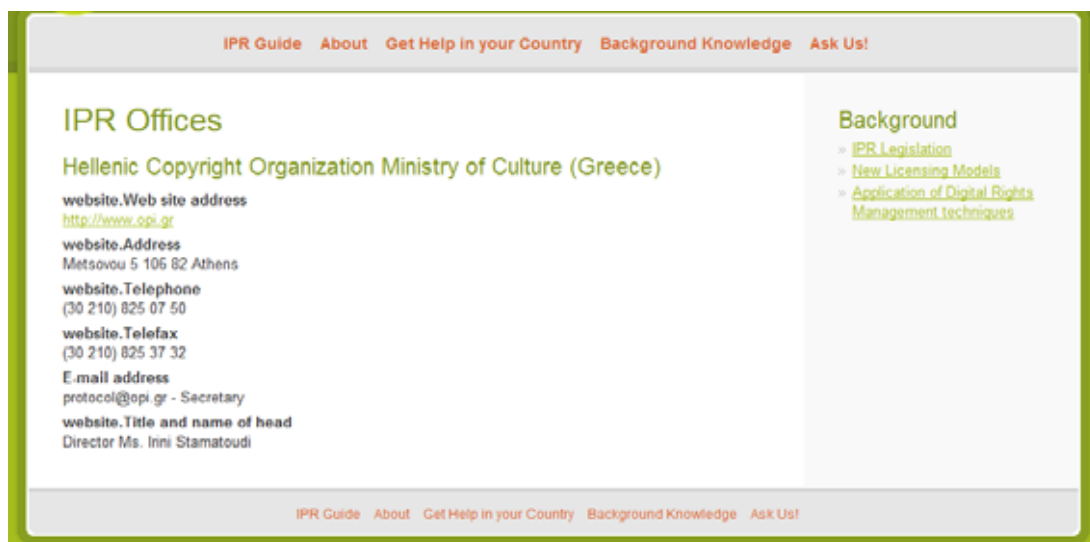 IPR Guide About Get Help in your Country Background Knowledge Ask Us!
IPR Offices
Hellenic Copyright Organization Ministry of Culture (Greece)
website.Web site address
http://www.opi.gr
website.Address
Metsovou 5 106 82 Athens
website.Telephone
(30 210) 825 07 50
website.Telefax
(30 210) 825 37 32
E-mail address
protocol@opi.gr - Secretary
website.Title and name of head
Director Ms. Irini Stamatoudi
Background
» IPR Legislation
» New Licensing Models
» Application of Digital Rights
Management techniques
IPR Guide About Get Help in your Country Background Knowledge Ask Us!